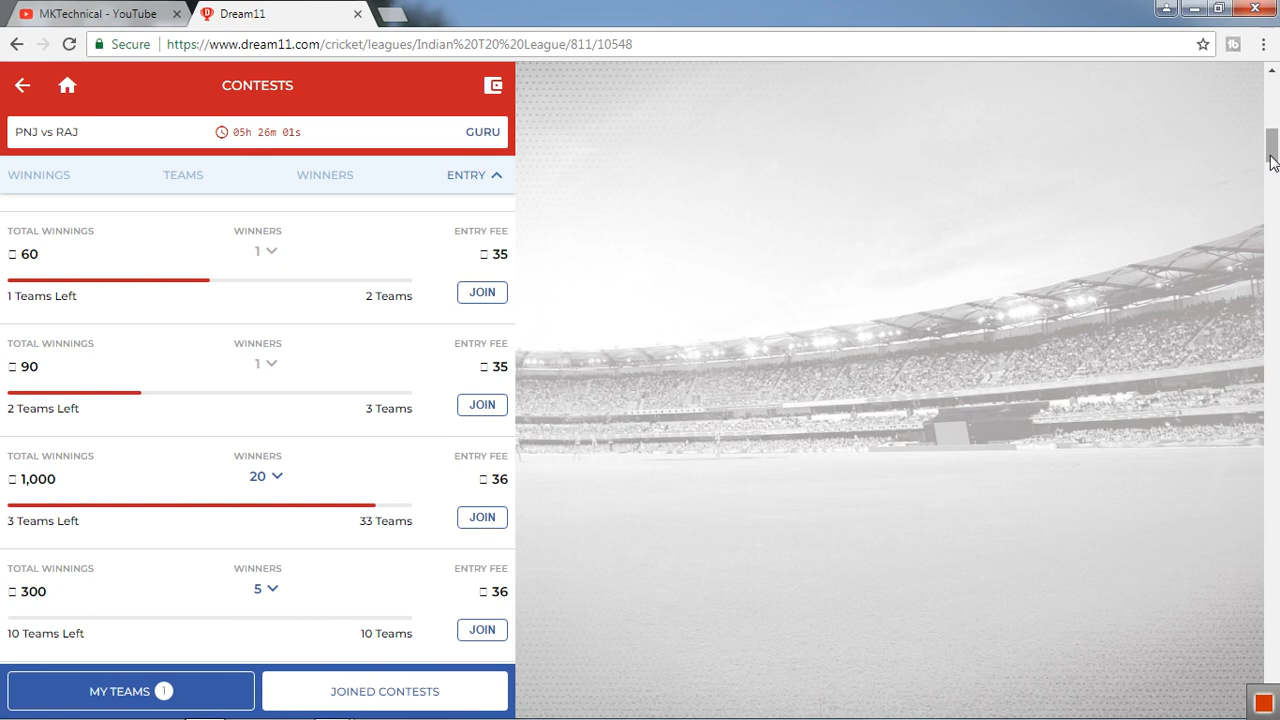 MKTechnical - YouTube
Dream11
Secure https://www.dream11.com/cricket/leagues/Indian%20T20%20League/811/10548
CONTESTS
PNJ vs RAJ 05h 26m 01s GURU
WINNINGS TEAMS WINNERS ENTRY
TOTAL WINNINGS WINNERS ENTRY FEE
60 1 35
1 Teams Left 2 Teams JOIN
TOTAL WINNINGS WINNERS ENTRY FEE
90 1 35
2 Teams Left 3 Teams JOIN
TOTAL WINNINGS WINNERS ENTRY FEE
1,000 20 36
3 Teams Left 33 Teams JOIN
TOTAL WINNINGS WINNERS ENTRY FEE
300 5 36
10 Teams Left 10 Teams JOIN
MY TEAMS 1 JOINED CONTESTS